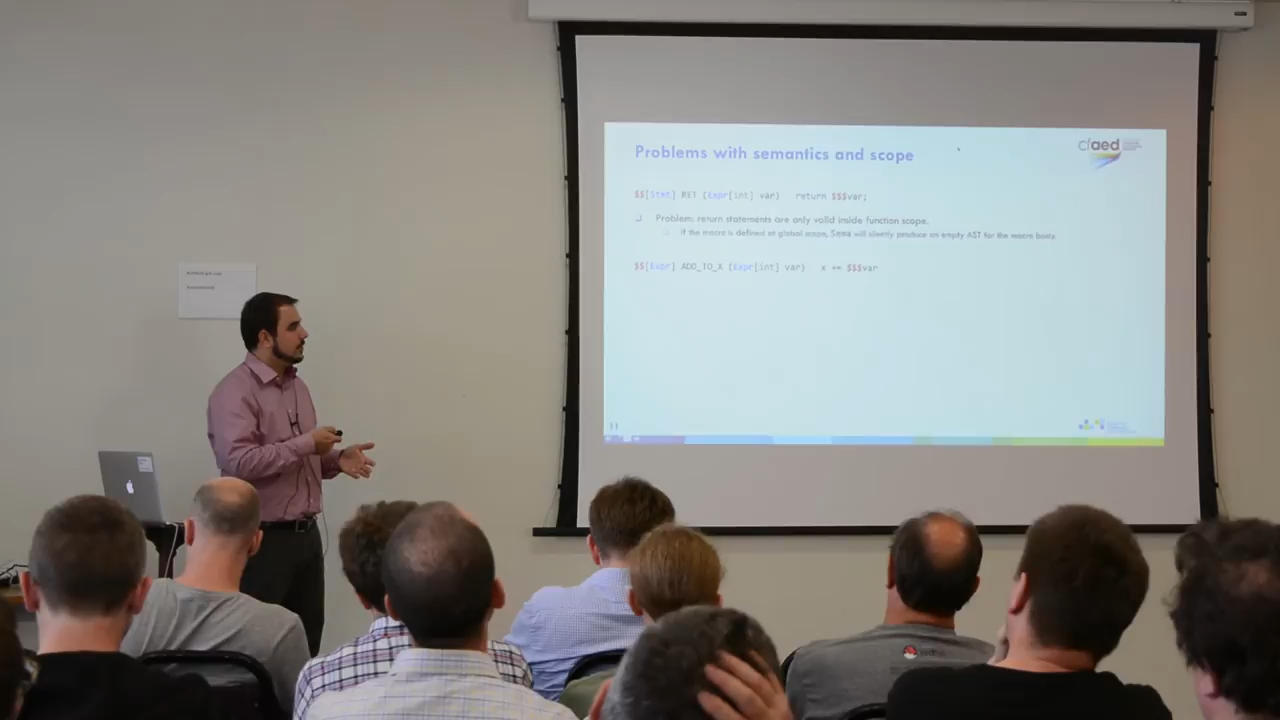 Problems with semantics and scope
cfaed
$$[Stmt] RET (Expr[int] var) return $$$var;
Problem: return statements are only valid inside function scope.
If the macro is defined at global scope, Sema will silently produce an empty AST for the macro body.
$$[Expr] ADD_TO_X (Expr[int] var) x += $$$var
11